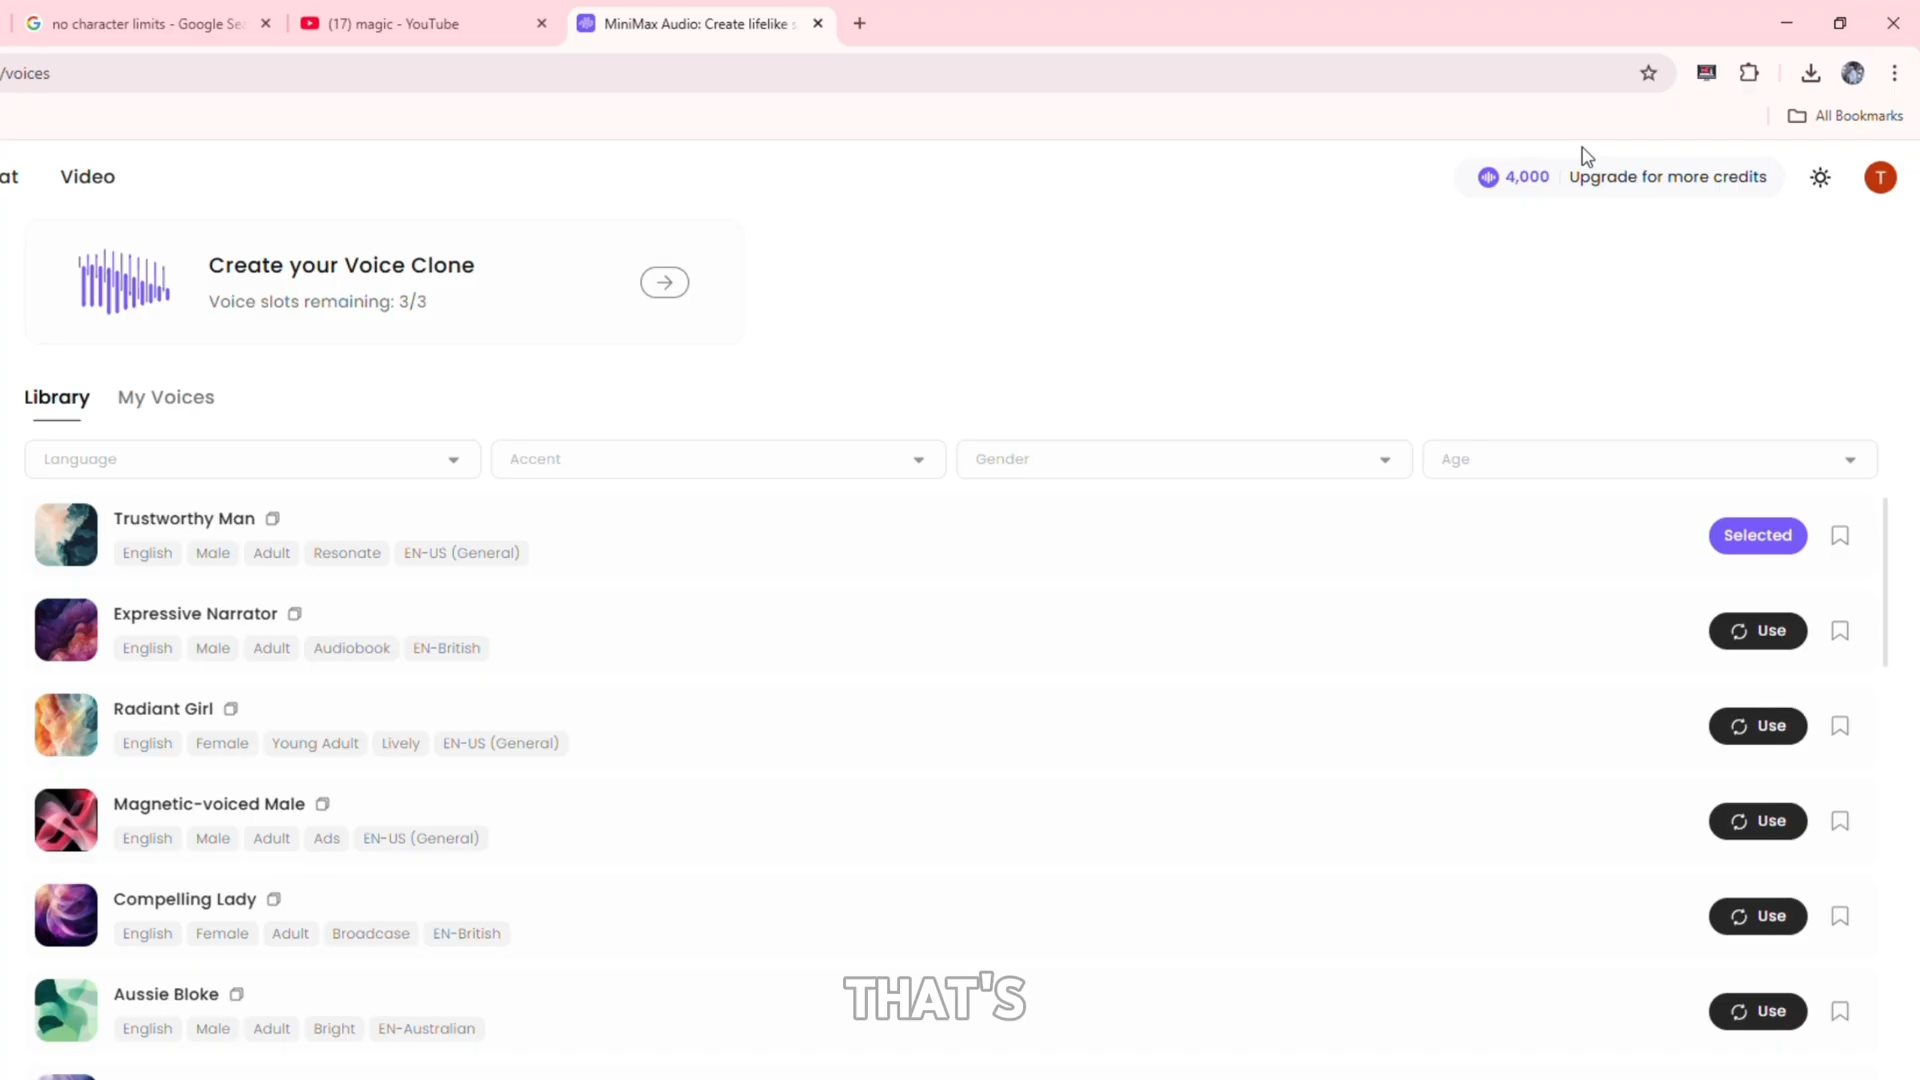 no character limits - Google Se
(17) magic - YouTube
MiniMax Audio: Create lifelike s
/voices
All Bookmarks
at
Video
4,000
Upgrade for more credits
T
Create your Voice Clone
Voice slots remaining: 3/3
Library
My Voices
Language
Accent
Gender
Age
Trustworthy Man
English
Male
Adult
Resonate
EN-US (General)
Selected
Expressive Narrator
English
Male
Adult
Audiobook
EN-British
Use
Radiant Girl
English
Female
Young Adult
Lively
EN-US (General)
Use
Magnetic-voiced Male
English
Male
Adult
Ads
EN-US (General)
Use
Compelling Lady
English
Female
Adult
Broadcase
EN-British
Use
Aussie Bloke
English
Male
Adult
Bright
EN-Australian
Use
THAT'S